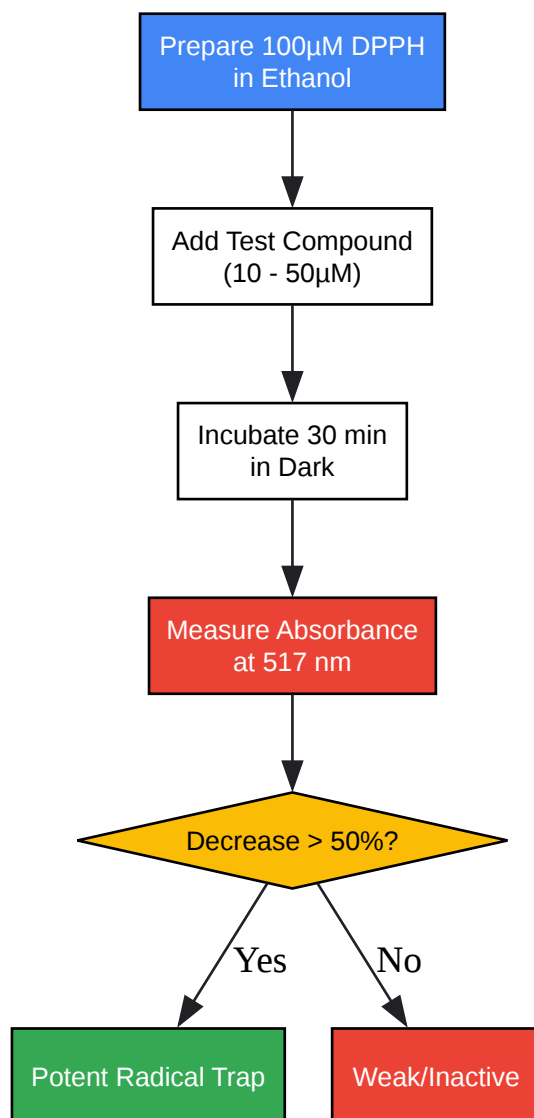 Prepare 100µM DPPH
in Ethanol
Add Test Compound
(10 - 50µM)
Incubate 30 min
in Dark
Measure Absorbance
at 517 nm
Decrease > 50%?
Yes
No
Potent Radical Trap
Weak/Inactive